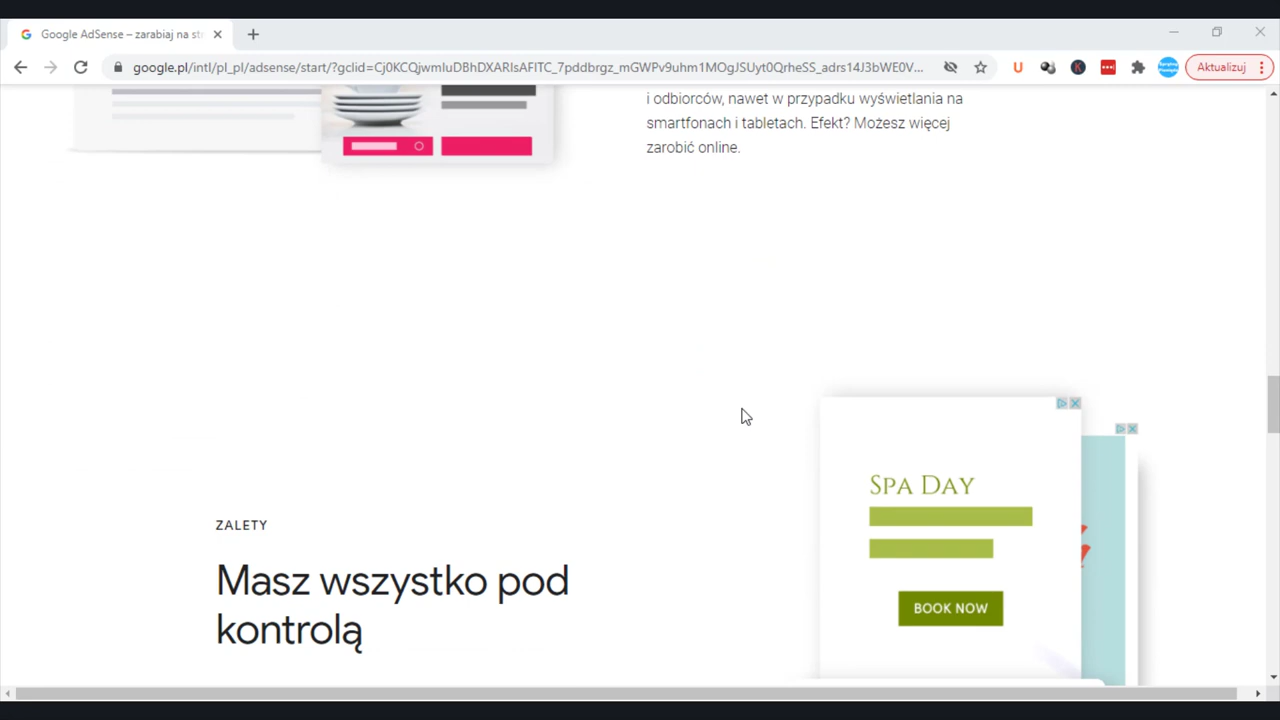 Google AdSense – zarabiaj na str
google.pl/intl/pl_pl/adsense/start/?gclid=Cj0KCQjwmIuDBhDXARIsAFITC_7pddbrgz_mGWPv9uhm1MOgJSUyt0QrheSS_adrs14J3bWE0V...
U
K
Aktualizuj
i odbiorców, nawet w przypadku wyświetlania na
smartfonach i tabletach. Efekt? Możesz więcej
zarobić online.
SPA DAY
BOOK NOW
ZALETY
Masz wszystko pod
kontrolą